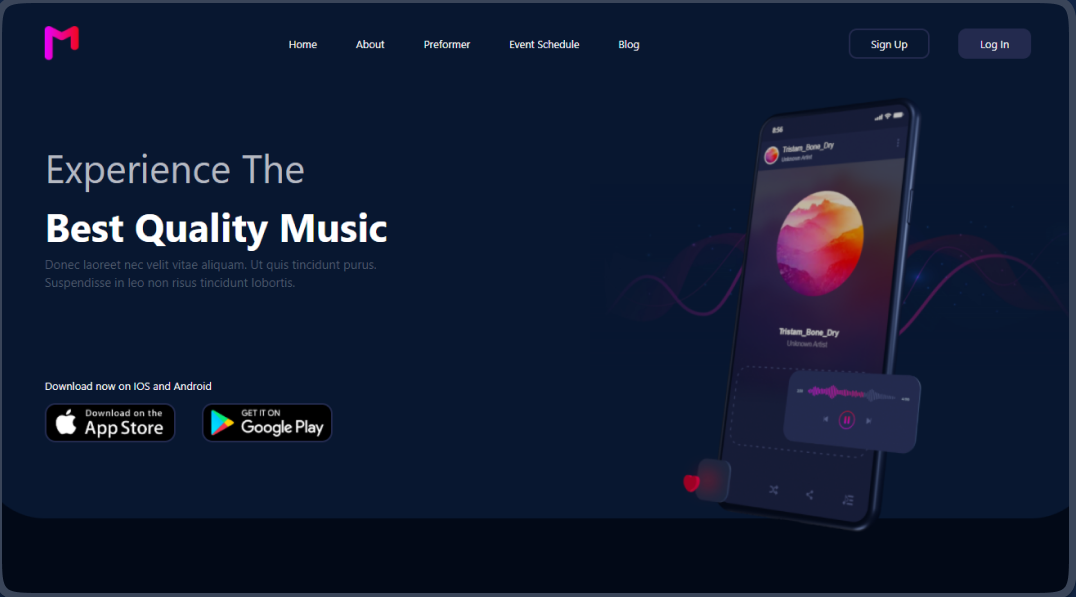 Home About Preformer Event Schedule Blog Sign Up Log In
8:56
Tristam_Bone_Dry
Unknown Artist
Experience The
Best Quality Music
Donec laoreet nec velit vitae aliquam. Ut quis tincidunt purus.
Suspendisse in leo non risus tincidunt lobortis.
Tristam_Bone_Dry
Unknown Artist
Download now on IOS and Android
Download on the
App Store
GET IT ON
Google Play